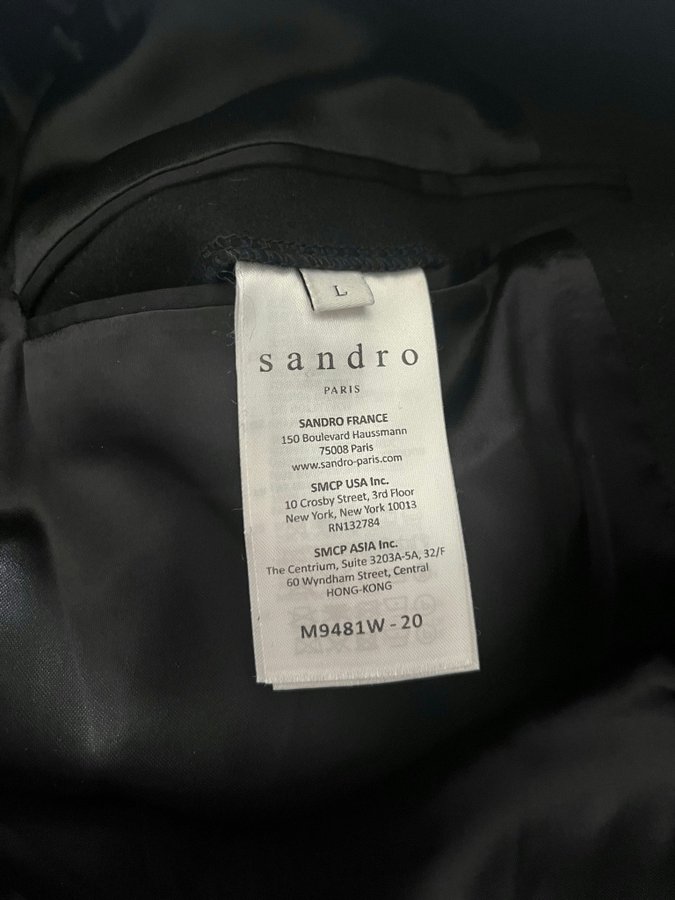 L
sandro
PARIS
SANDRO FRANCE
150 Boulevard Haussmann
75008 Paris
www.sandro-paris.com
SMCP USA Inc.
10 Crosby Street, 3rd Floor
New York, New York 10013
RN132784
SMCP ASIA Inc.
The Centrium, Suite 3203A-5A, 32/F
60 Wyndham Street, Central
HONG-KONG
M9481W - 20